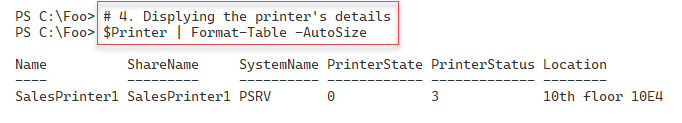 PS C:\Foo> # 4. Displying the printer's details
PS C:\Foo> $Printer | Format-Table -AutoSize
Name          ShareName     SystemName PrinterState PrinterStatus Location
----          ---------     ---------- ------------ ------------- --------
SalesPrinter1 SalesPrinter1 PSRV       0            3             10th floor 10E4